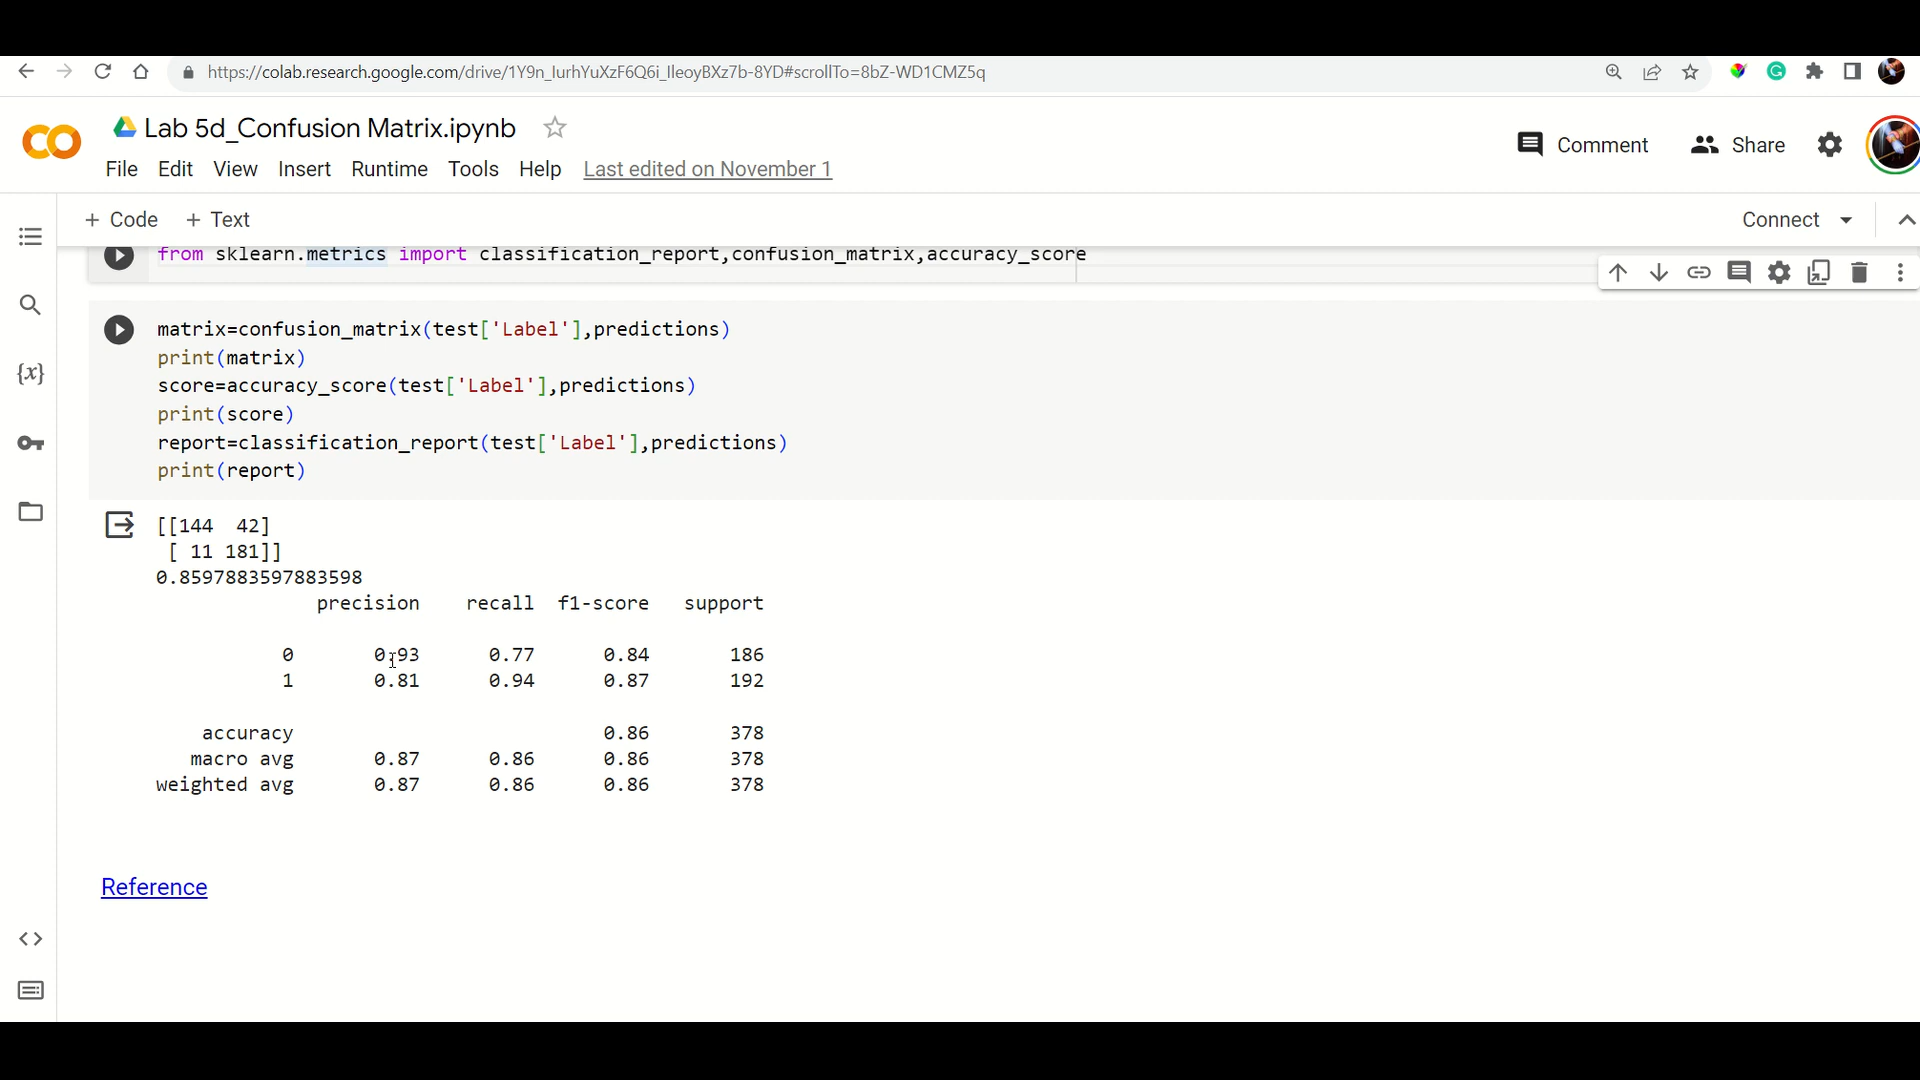 https://colab.research.google.com/drive/1Y9n_IurhYuXzF6Q6i_IleoyBXz7b-8YD#scrollTo=8bZ-WD1CMZ5q
Lab 5d_Confusion Matrix.ipynb
Comment Share
File Edit View Insert Runtime Tools Help Last edited on November 1
+ Code + Text Connect
from sklearn.metrics import classification_report,confusion_matrix,accuracy_score
matrix=confusion_matrix(test['Label'],predictions)
print(matrix)
score=accuracy_score(test['Label'],predictions)
print(score)
report=classification_report(test['Label'],predictions)
print(report)
[[144  42]
 [ 11 181]]
0.8597883597883598
precision recall f1-score support
0 0.93 0.77 0.84 186
1 0.81 0.94 0.87 192
accuracy 0.86 378
macro avg 0.87 0.86 0.86 378
weighted avg 0.87 0.86 0.86 378
Reference